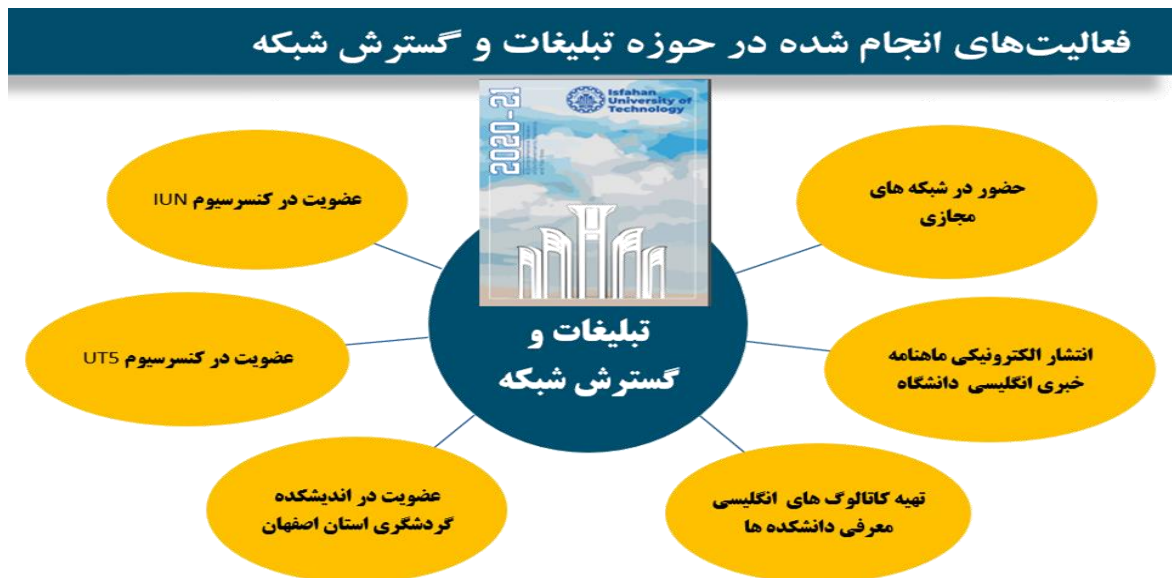 فعالیت‌های انجام شده در حوزه تبلیغات و گسترش شبکه
2020-21
Isfahan
University of
Technology
تبلیغات و
گسترش شبکه
حضور در شبکه های
مجازی
انتشار الکترونیکی ماهنامه
خبری انگلیسی دانشگاه
تهیه کاتالوگ های انگلیسی
معرفی دانشکده ها
عضویت در کنسرسیوم IUN
عضویت در کنسرسیوم UT5
عضویت در اندیشکده
گردشگری استان اصفهان